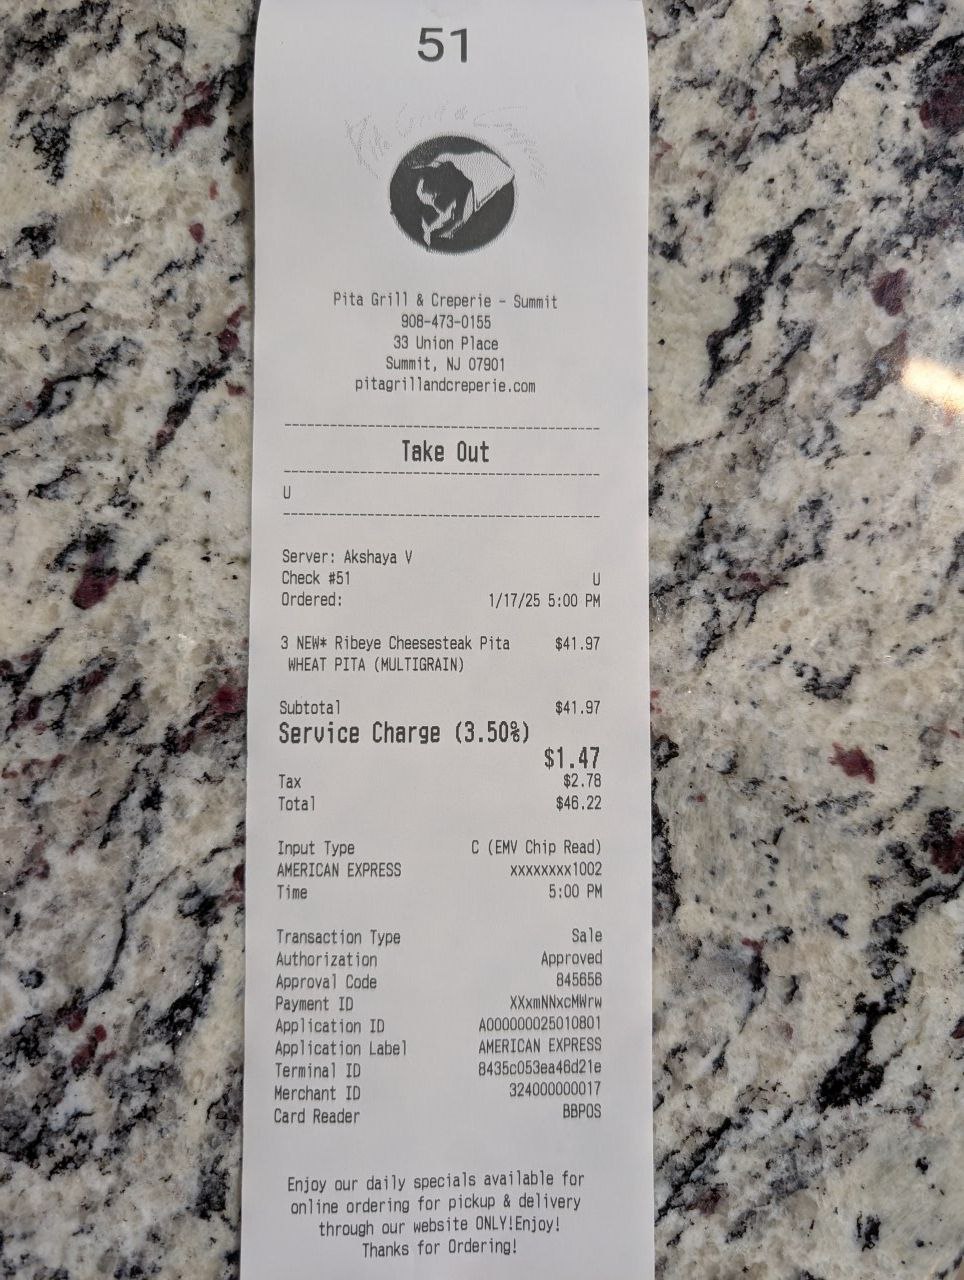 51
Pita Grill & Creperie - Summit
908-473-0155
33 Union Place
Summit, NJ 07901
pitagrillandcreperie.com
Take Out
U
Server: Akshaya V
Check #51 U
Ordered: 1/17/25 5:00 PM
3 NEW* Ribeye Cheesesteak Pita $41.97
WHEAT PITA (MULTIGRAIN)
Subtotal $41.97
Service Charge (3.50%)
$1.47
Tax $2.78
Total $46.22
Input Type C (EMV Chip Read)
AMERICAN EXPRESS xxxxxxxx1002
Time 5:00 PM
Transaction Type Sale
Authorization Approved
Approval Code 845656
Payment ID XXxmNNxcMWrw
Application ID A000000025010801
Application Label AMERICAN EXPRESS
Terminal ID 8435c053ea46d21e
Merchant ID 324000000017
Card Reader BBPOS
Enjoy our daily specials available for
online ordering for pickup & delivery
through our website ONLY!Enjoy!
Thanks for Ordering!